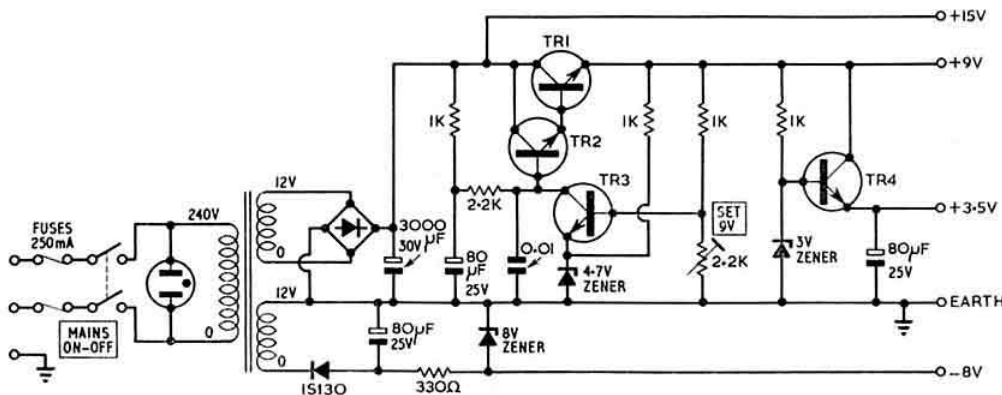 +15V
TR1
+9V
1K
1K
1K
1K
TR2
TR3
TR4
2·2K
SET
9V
+3·5V
FUSES
250mA
240V
12V
0
3000
µF
30V
80
µF
25V
0·01
4·7V
ZENER
2·2K
3V
ZENER
80µF
25V
12V
EARTH
MAINS
ON-OFF
0
80µF
25V
8V
ZENER
1S130
330Ω
-8V